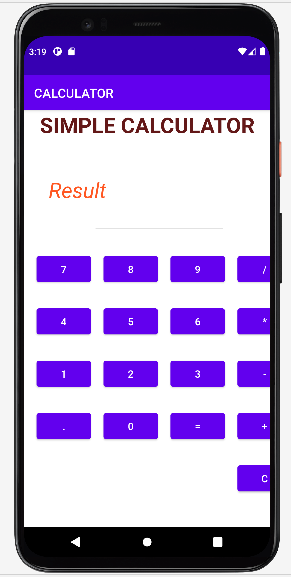 3:19
CALCULATOR
SIMPLE CALCULATOR
Result
7 8 9 /
4 5 6 *
1 2 3 -
. 0 = +
C